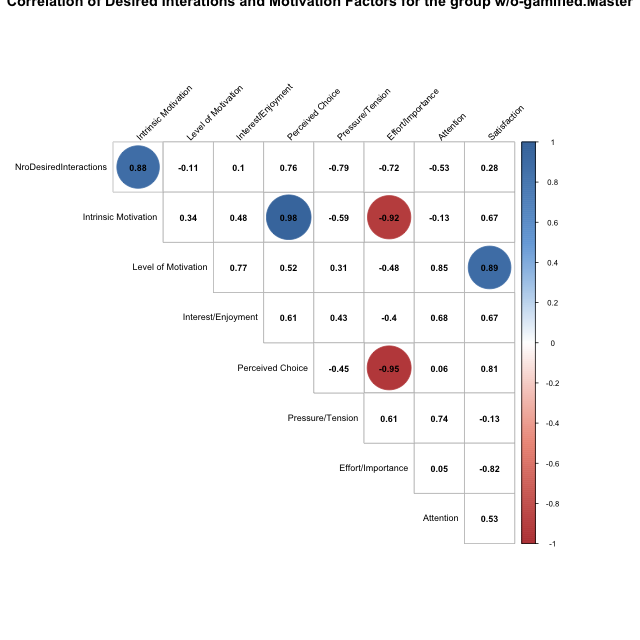 Correlation of Desired Interations and Motivation Factors for the group w/o-gamified.Master
Intrinsic Motivation
Level of Motivation
Interest/Enjoyment
Perceived Choice
Pressure/Tension
Effort/Importance
Attention
Satisfaction
NroDesiredInteractions 0.88 -0.11 0.1 0.76 -0.79 -0.72 -0.53 0.28
Intrinsic Motivation 0.34 0.48 0.98 -0.59 -0.92 -0.13 0.67
Level of Motivation 0.77 0.52 0.31 -0.48 0.85 0.89
Interest/Enjoyment 0.61 0.43 -0.4 0.68 0.67
Perceived Choice -0.45 -0.95 0.06 0.81
Pressure/Tension 0.61 0.74 -0.13
Effort/Importance 0.05 -0.82
Attention 0.53
1
0.8
0.6
0.4
0.2
0
-0.2
-0.4
-0.6
-0.8
-1